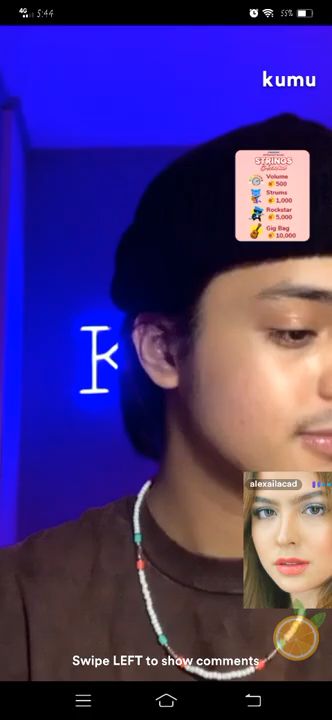 4G 5:44 55%
kumu
STRINGS
Volume
500
Strums
1,000
Rockstar
5,000
Gig Bag
10,000
K
alexailacad
Swipe LEFT to show comments